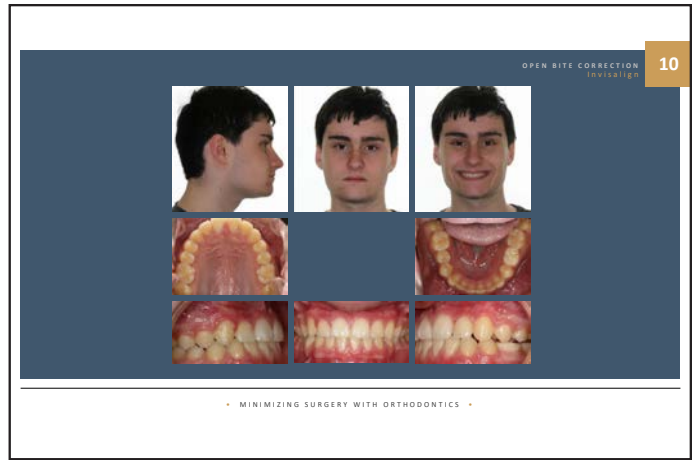 OPEN BITE CORRECTION
Invisalign
10
• MINIMIZING SURGERY WITH ORTHODONTICS •